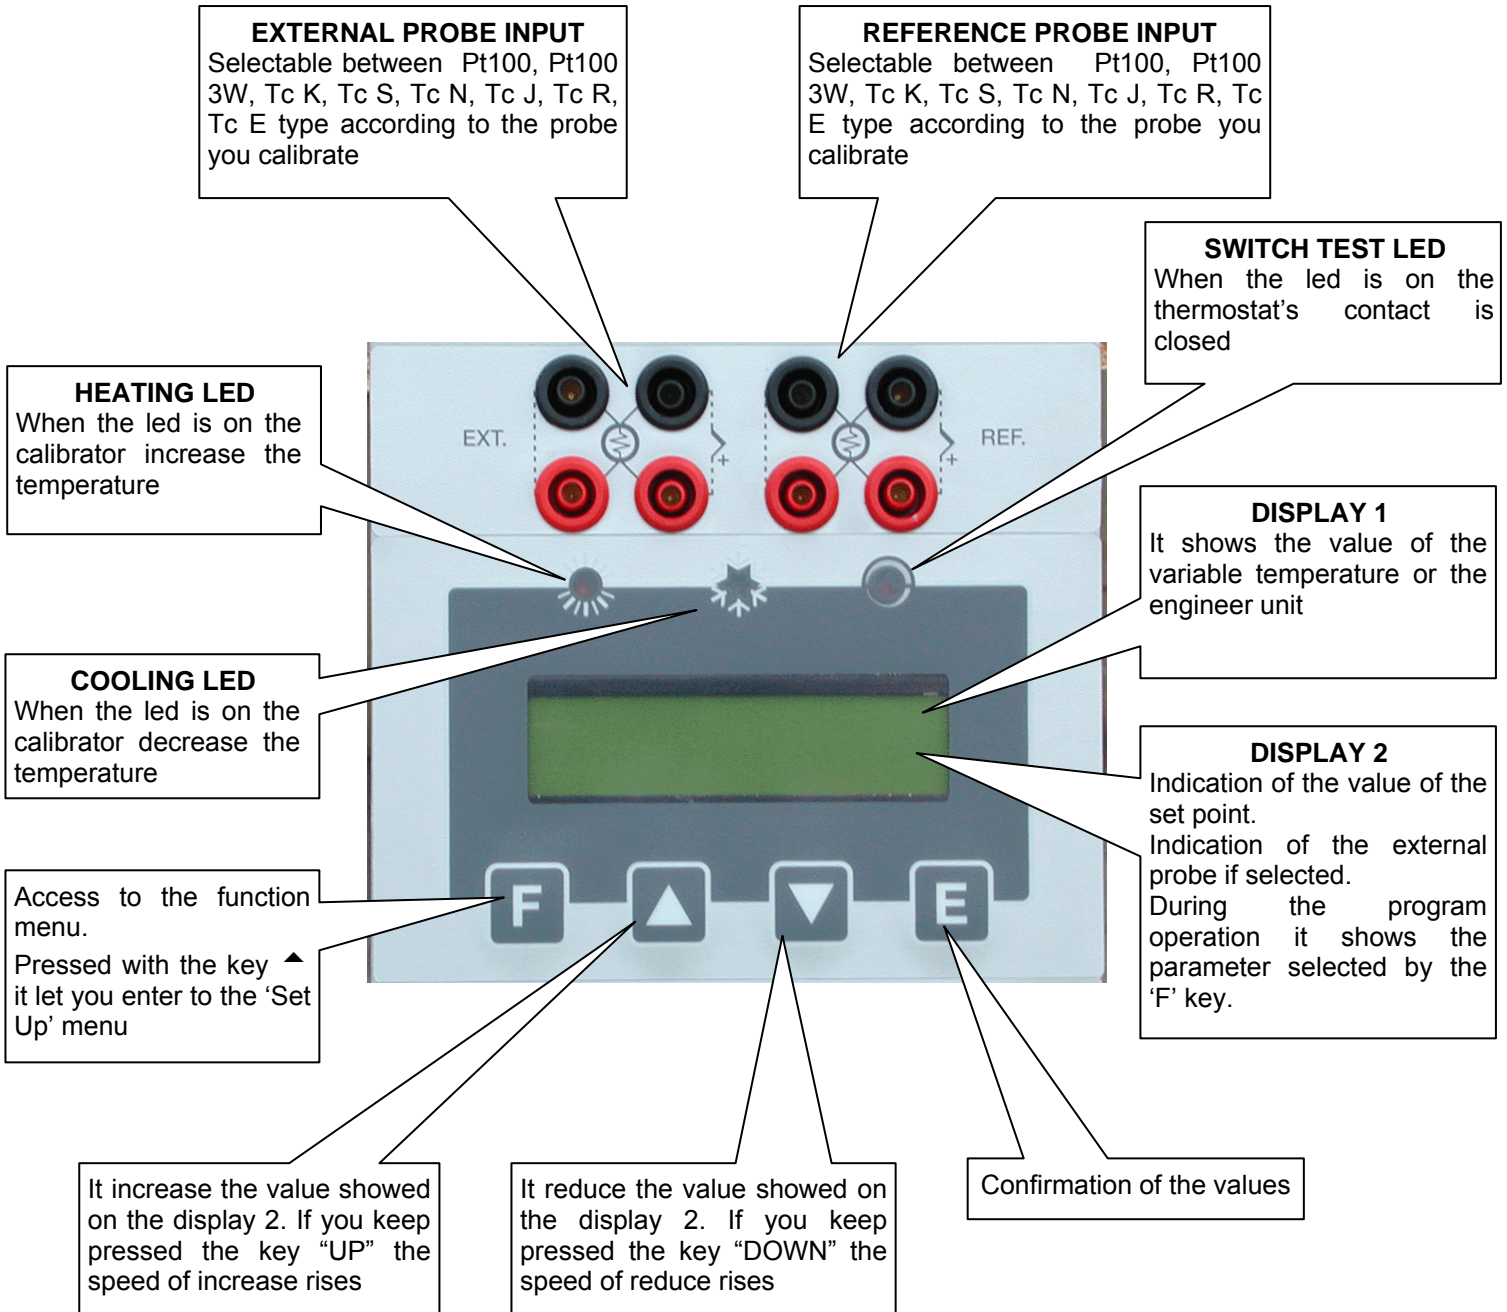 EXTERNAL PROBE INPUT
Selectable between Pt100, Pt100
3W, Tc K, Tc S, Tc N, Tc J, Tc R,
Tc E type according to the probe
you calibrate
REFERENCE PROBE INPUT
Selectable between Pt100, Pt100
3W, Tc K, Tc S, Tc N, Tc J, Tc R, Tc
E type according to the probe you
calibrate
SWITCH TEST LED
When the led is on the
thermostat's contact is
closed
HEATING LED
When the led is on the
calibrator increase the
temperature
EXT.
+
+
REF.
DISPLAY 1
It shows the value of the
variable temperature or the
engineer unit
COOLING LED
When the led is on the
calibrator decrease the
temperature
DISPLAY 2
Indication of the value of the
set point.
Indication of the external
probe if selected.
During the program
operation it shows the
parameter selected by the
‘F’ key.
Access to the function
menu.
Pressed with the key ▲
it let you enter to the ‘Set
Up’ menu
F ▲ ▼ E
It increase the value showed
on the display 2. If you keep
pressed the key “UP” the
speed of increase rises
It reduce the value showed on
the display 2. If you keep
pressed the key “DOWN” the
speed of reduce rises
Confirmation of the values